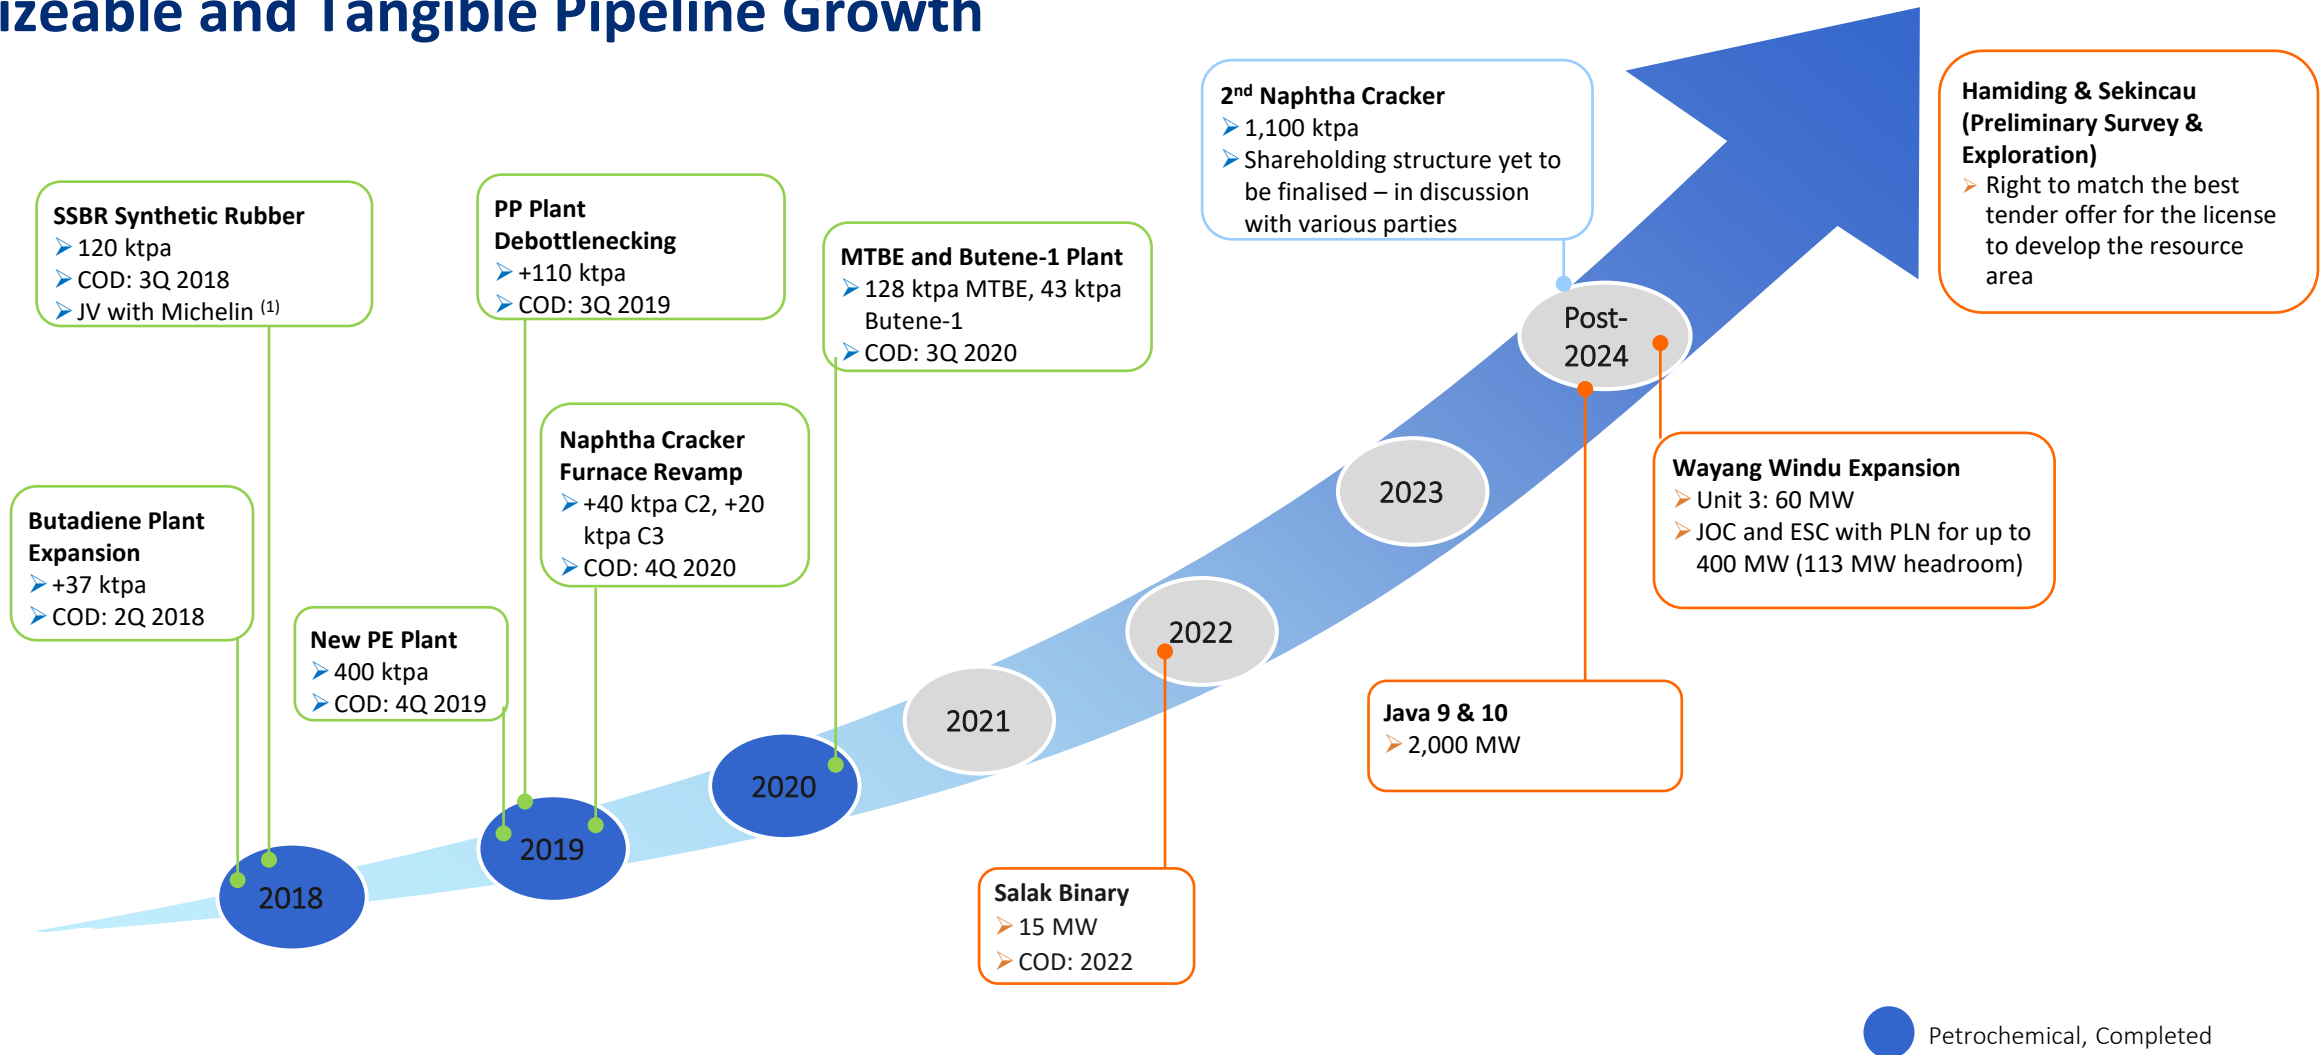 izeable and Tangible Pipeline Growth
SSBR Synthetic Rubber
➢ 120 ktpa
➢ COD: 3Q 2018
➢ JV with Michelin (1)
Butadiene Plant
Expansion
➢ +37 ktpa
➢ COD: 2Q 2018
New PE Plant
➢ 400 ktpa
➢ COD: 4Q 2019
PP Plant
Debottlenecking
➢ +110 ktpa
➢ COD: 3Q 2019
Naphtha Cracker
Furnace Revamp
➢ +40 ktpa C2, +20
ktpa C3
➢ COD: 4Q 2020
MTBE and Butene-1 Plant
➢ 128 ktpa MTBE, 43 ktpa
Butene-1
➢ COD: 3Q 2020
2nd Naphtha Cracker
➢ 1,100 ktpa
➢ Shareholding structure yet to
be finalised – in discussion
with various parties
Hamiding & Sekincau
(Preliminary Survey &
Exploration)
➢ Right to match the best
tender offer for the license
to develop the resource
area
2018
2019
2020
2021
2022
2023
Post-
2024
Wayang Windu Expansion
➢ Unit 3: 60 MW
➢ JOC and ESC with PLN for up to
400 MW (113 MW headroom)
Java 9 & 10
➢ 2,000 MW
Salak Binary
➢ 15 MW
➢ COD: 2022
Petrochemical, Completed